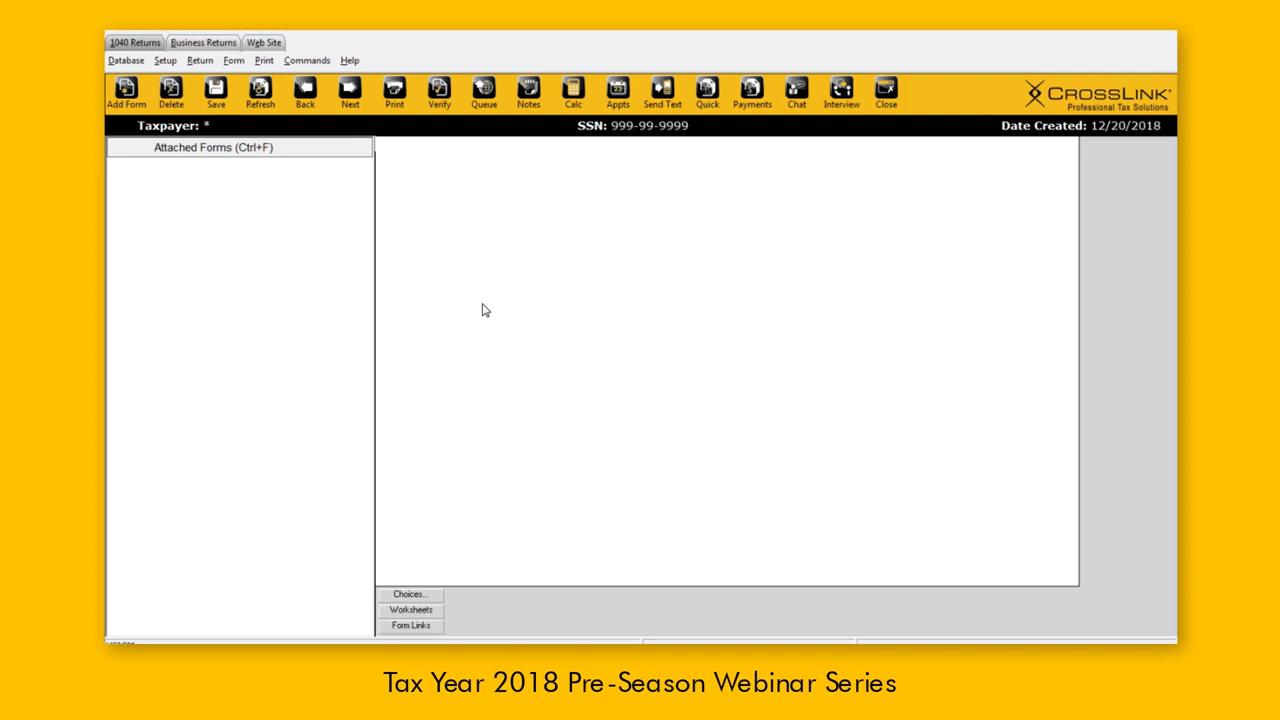 1040 Returns Business Returns Web Site
Database Setup Return Form Print Commands Help
Add Form Delete Save Refresh Back Next Print Verify Queue Notes Calc Appts Send Text Quick Payments Chat Interview Close
CROSSLINK
Professional Tax Solutions
Taxpayer: * SSN: 999-99-9999 Date Created: 12/20/2018
Attached Forms (Ctrl+F)
Choices...
Worksheets
Form Links
Tax Year 2018 Pre-Season Webinar Series